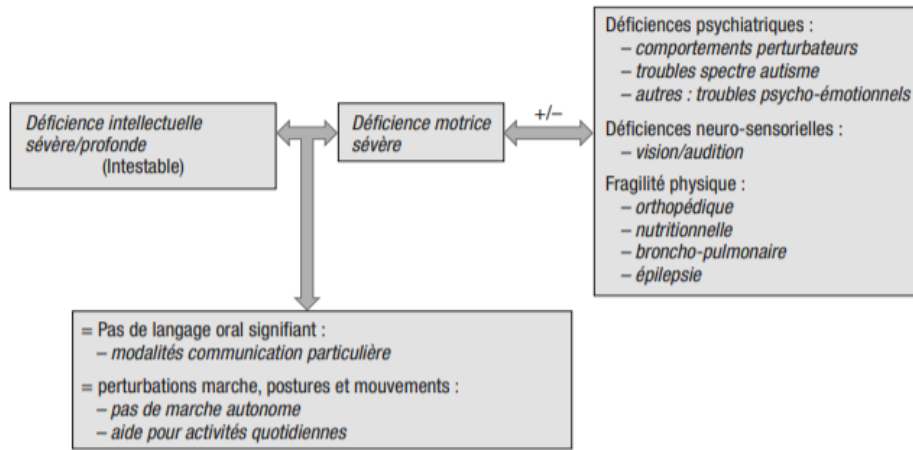 Déficience intellectuelle
sévère/profonde
(Intestable)
Déficience motrice
sévère
+/–
Déficiences psychiatriques :
– comportements perturbateurs
– troubles spectre autisme
– autres : troubles psycho-émotionnels
Déficiences neuro-sensorielles :
– vision/audition
Fragilité physique :
– orthopédique
– nutritionnelle
– broncho-pulmonaire
– épilepsie
= Pas de langage oral signifiant :
– modalités communication particulière
= perturbations marche, postures et mouvements :
– pas de marche autonome
– aide pour activités quotidiennes